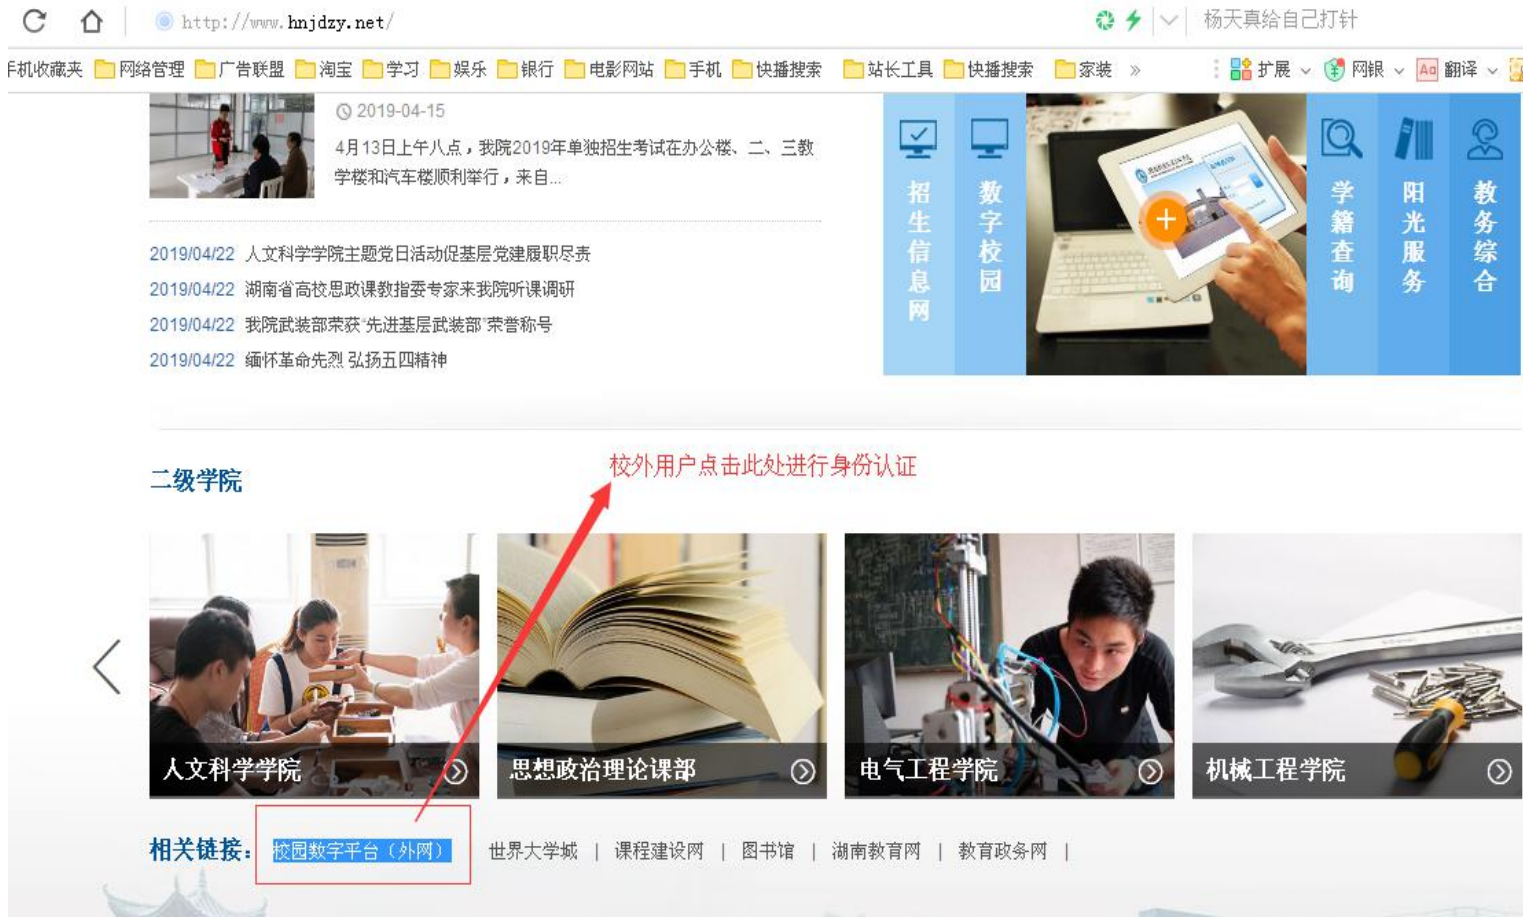 http://www.hnjdzy.net/
杨天真给自己打针
手机收藏夹 网络管理 广告联盟 淘宝 学习 娱乐 银行 电影网站 手机 快播搜索 站长工具 快播搜索 家装 » 扩展 网银 Aa 翻译
2019-04-15
4月13日上午八点，我院2019年单独招生考试在办公楼、二、三教
学楼和汽车楼顺利举行，来自...
2019/04/22 人文科学学院主题党日活动促基层党建履职尽责
2019/04/22 湖南省高校思政课教指委专家来我院听课调研
2019/04/22 我院武装部荣获“先进基层武装部”荣誉称号
2019/04/22 缅怀革命先烈 弘扬五四精神
招生信息网
数字校园
学籍查询
阳光服务
教务综合
二级学院
校外用户点击此处进行身份认证
人文科学学院
思想政治理论课部
电气工程学院
机械工程学院
相关链接： 校园数字平台（外网） 世界大学城 | 课程建设网 | 图书馆 | 湖南教育网 | 教育政务网 |